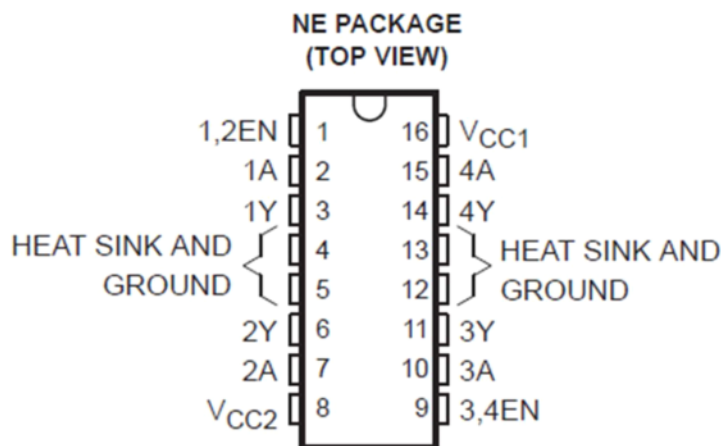 NE PACKAGE
(TOP VIEW)
1,2EN 1 16 VCC1
1A 2 15 4A
1Y 3 14 4Y
HEAT SINK AND 4 13 HEAT SINK AND
GROUND 5 12 GROUND
2Y 6 11 3Y
2A 7 10 3A
VCC2 8 9 3,4EN